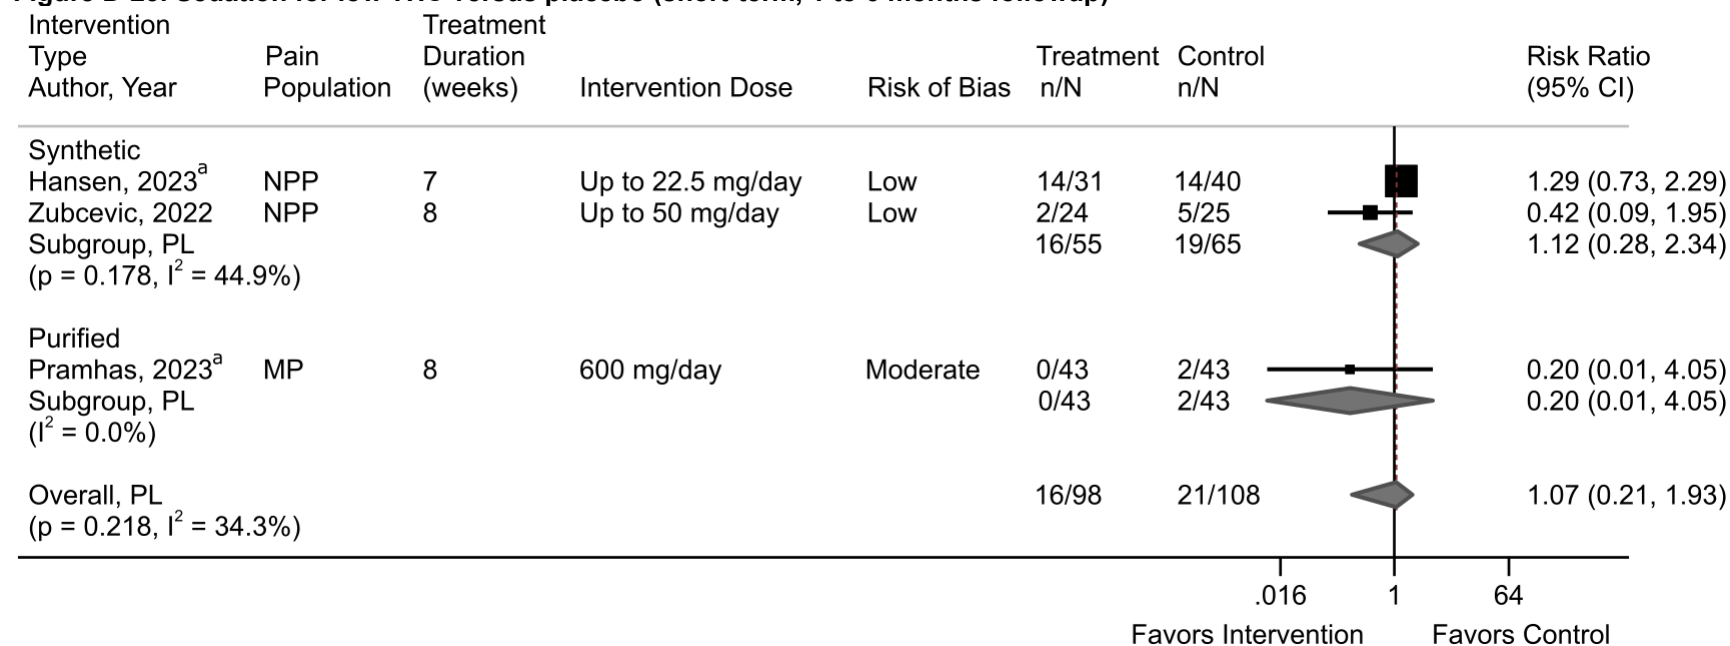 Intervention Treatment
Type Pain Duration Treatment Control Risk Ratio
Author, Year Population (weeks) Intervention Dose Risk of Bias n/N n/N (95% CI)
Synthetic
Hansen, 2023a NPP 7 Up to 22.5 mg/day Low 14/31 14/40 1.29 (0.73, 2.29)
Zubcevic, 2022 NPP 8 Up to 50 mg/day Low 2/24 5/25 0.42 (0.09, 1.95)
Subgroup, PL 16/55 19/65 1.12 (0.28, 2.34)
(p = 0.178, I2 = 44.9%)
Purified
Pramhas, 2023a MP 8 600 mg/day Moderate 0/43 2/43 0.20 (0.01, 4.05)
Subgroup, PL 0/43 2/43 0.20 (0.01, 4.05)
(I2 = 0.0%)
Overall, PL 16/98 21/108 1.07 (0.21, 1.93)
(p = 0.218, I2 = 34.3%)
.016 1 64
Favors Intervention Favors Control